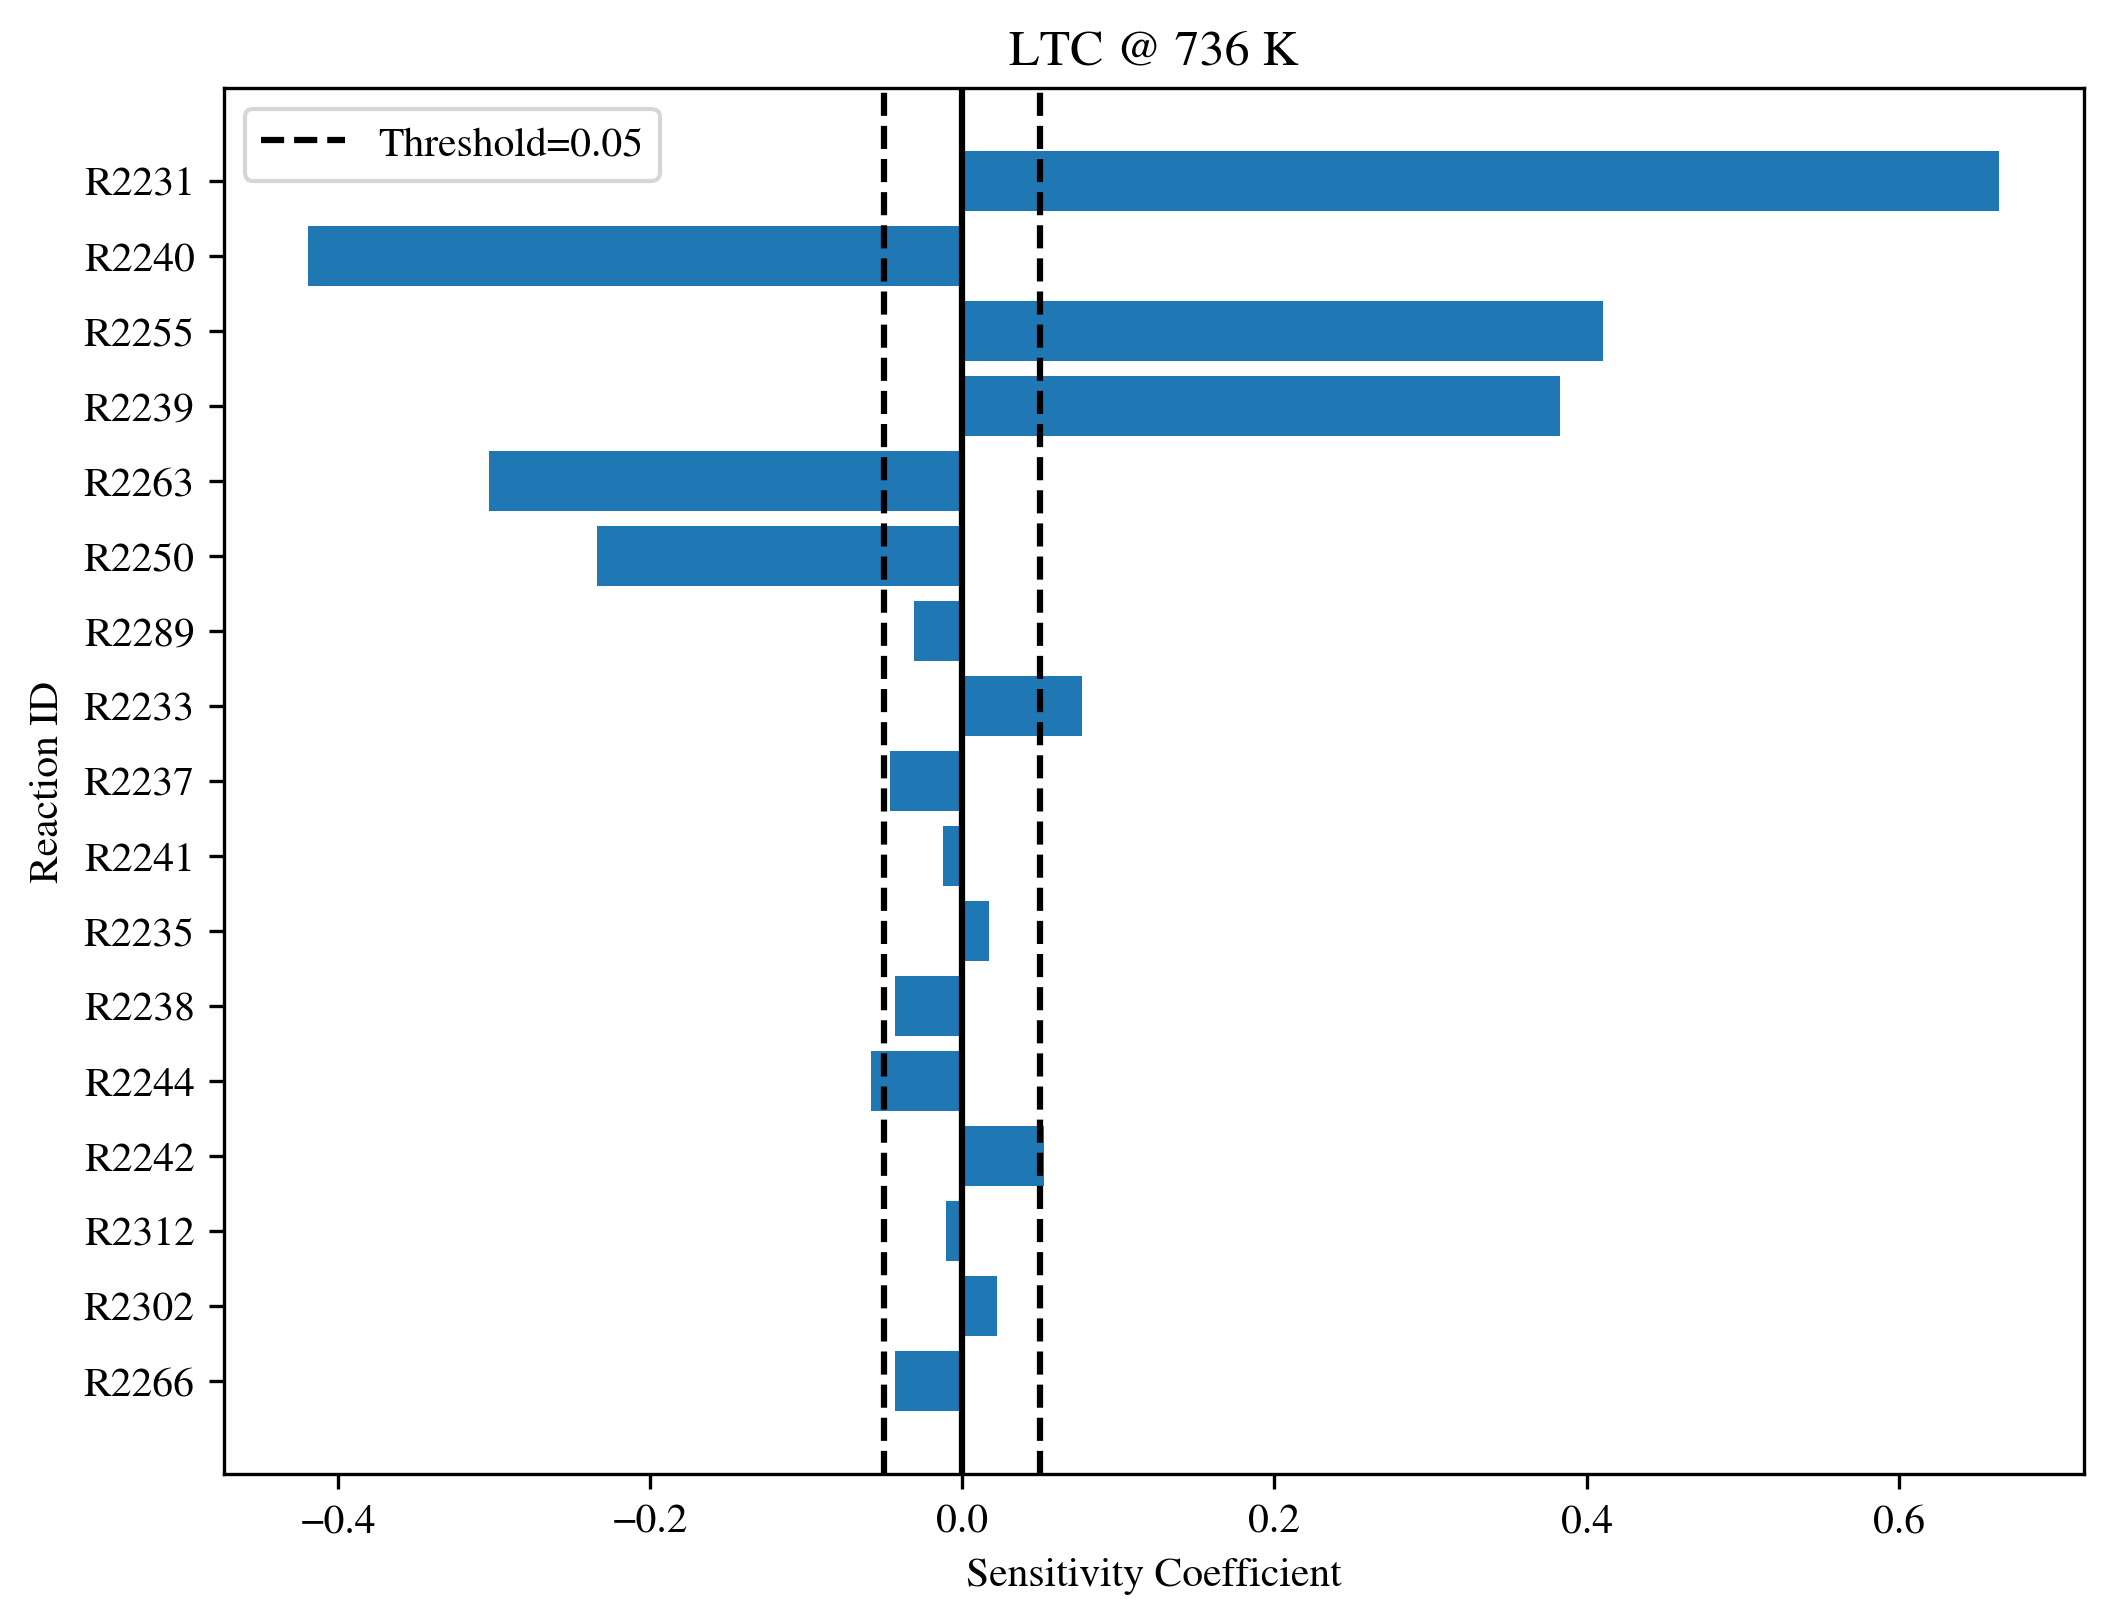 LTC @ 736 K
Threshold=0.05
R2231
R2240
R2255
R2239
R2263
R2250
R2289
R2233
R2237
R2241
R2235
R2238
R2244
R2242
R2312
R2302
R2266
Reaction ID
−0.4 −0.2 0.0 0.2 0.4 0.6
Sensitivity Coefficient